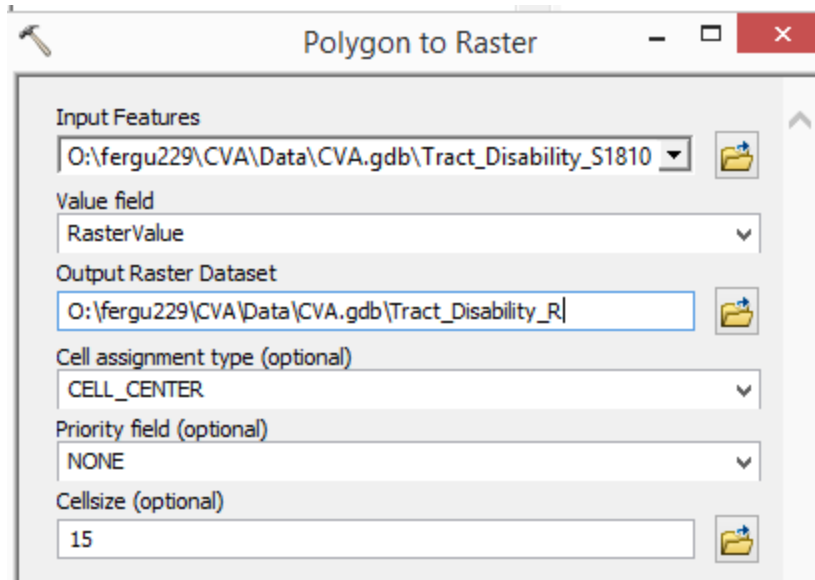 Polygon to Raster
Input Features
O:\fergu229\CVA\Data\CVA.gdb\Tract_Disability_S1810
Value field
RasterValue
Output Raster Dataset
O:\fergu229\CVA\Data\CVA.gdb\Tract_Disability_R
Cell assignment type (optional)
CELL_CENTER
Priority field (optional)
NONE
Cellsize (optional)
15